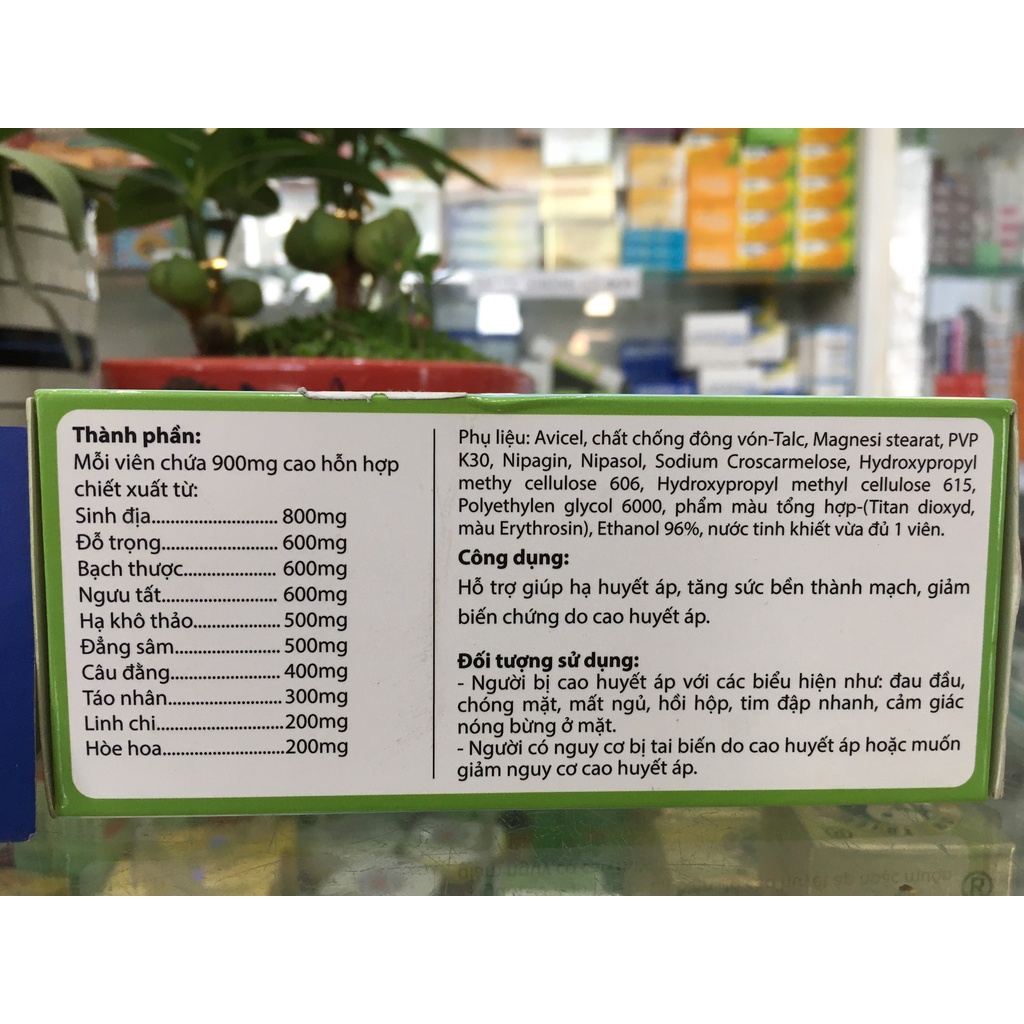 Thành phần:
Mỗi viên chứa 900mg cao hỗn hợp
chiết xuất từ:
Sinh địa............................. 800mg
Đỗ trọng........................... 600mg
Bạch thược..................... 600mg
Ngưu tất.......................... 600mg
Hạ khô thảo.................... 500mg
Đẳng sâm........................ 500mg
Câu đằng......................... 400mg
Táo nhân.......................... 300mg
Linh chi............................ 200mg
Hòe hoa............................200mg
Phụ liệu: Avicel, chất chống đông vón-Talc, Magnesi stearat, PVP
K30, Nipagin, Nipasol, Sodium Croscarmelose, Hydroxypropyl
methy cellulose 606, Hydroxypropyl methyl cellulose 615,
Polyethylen glycol 6000, phẩm màu tổng hợp-(Titan dioxyd,
màu Erythrosin), Ethanol 96%, nước tinh khiết vừa đủ 1 viên.
Công dụng:
Hỗ trợ giúp hạ huyết áp, tăng sức bền thành mạch, giảm
biến chứng do cao huyết áp.
Đối tượng sử dụng:
- Người bị cao huyết áp với các biểu hiện như: đau đầu,
chóng mặt, mất ngủ, hồi hộp, tim đập nhanh, cảm giác
nóng bừng ở mặt.
- Người có nguy cơ bị tai biến do cao huyết áp hoặc muốn
giảm nguy cơ cao huyết áp.